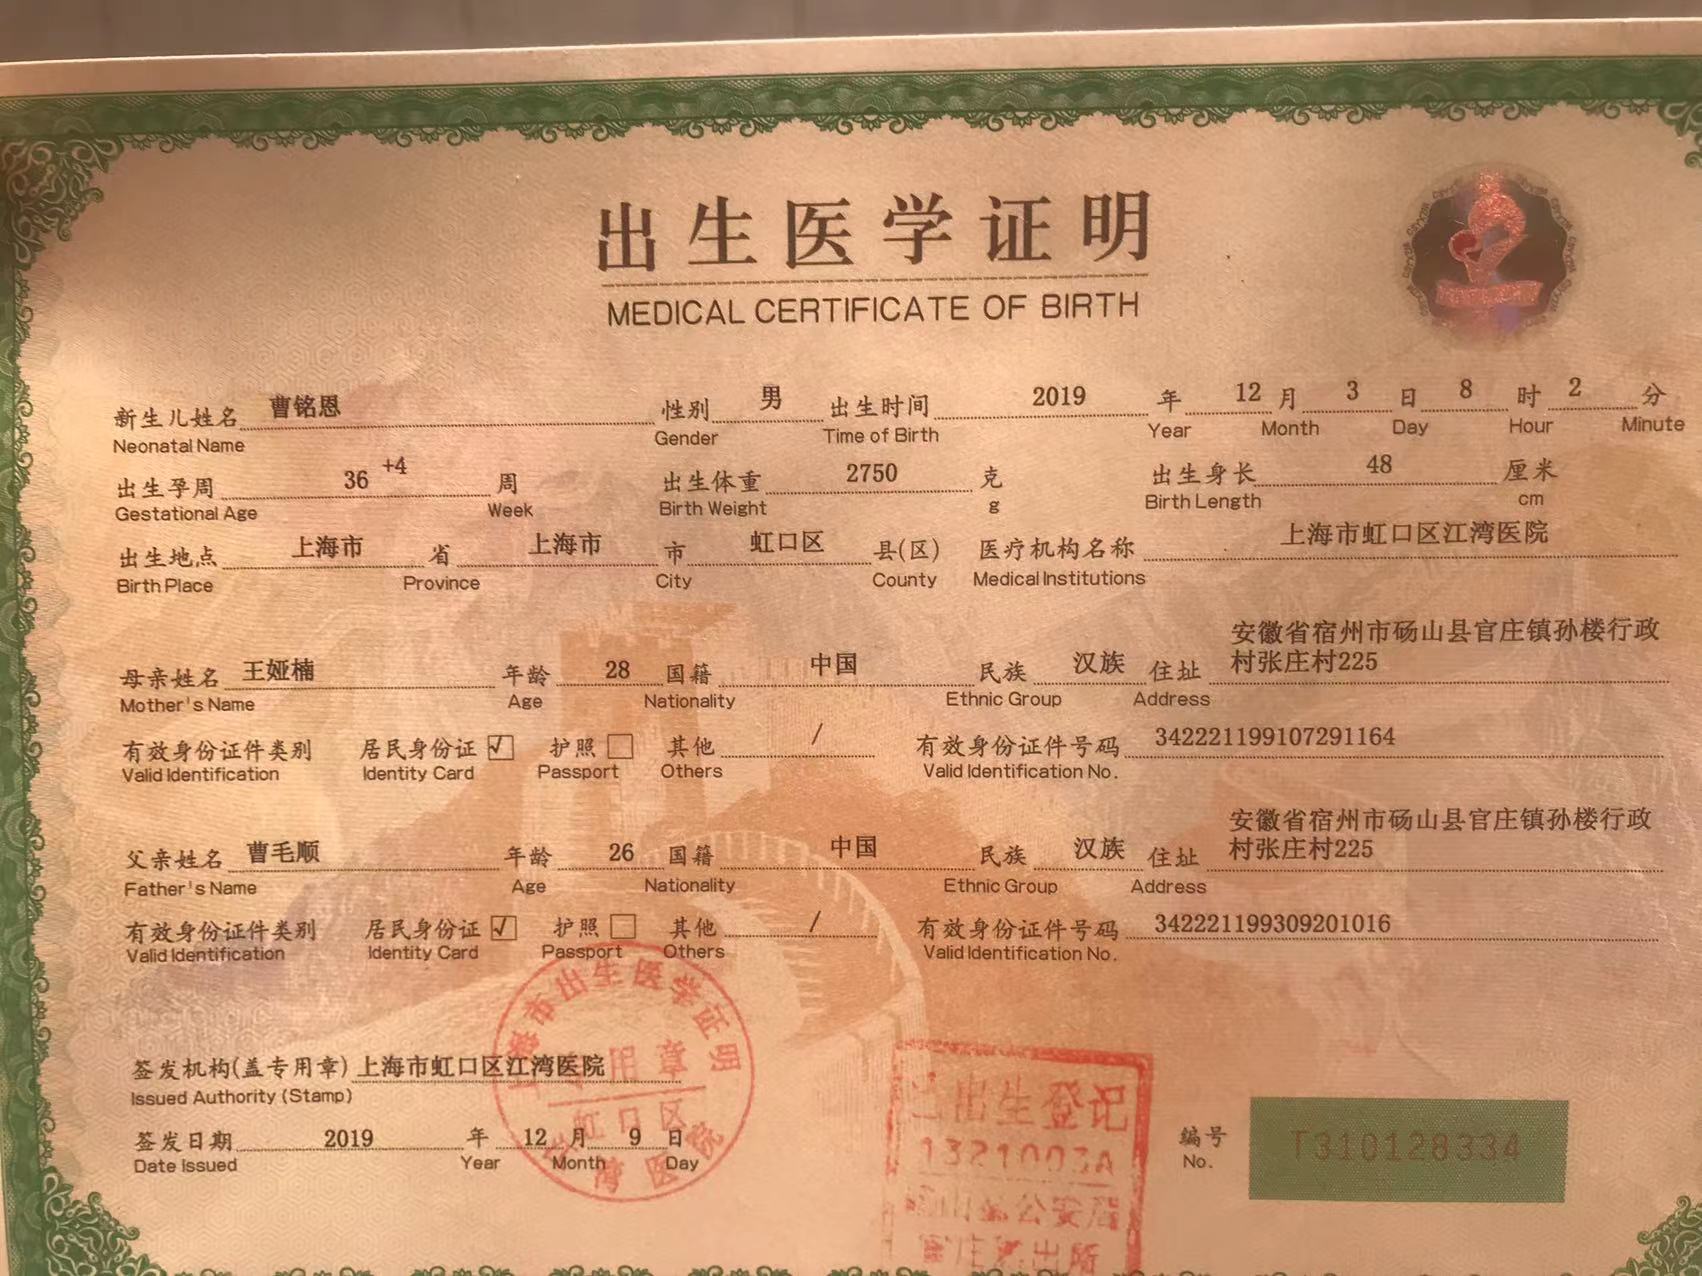 出生医学证明
MEDICAL CERTIFICATE OF BIRTH
新生儿姓名 曹铭恩 性别 男 出生时间 2019 年 12 月 3 日 8 时 2 分
Neonatal Name Gender Time of Birth Year Month Day Hour Minute
出生孕周 36 +4 周 出生体重 2750 克 出生身长 48 厘米
Gestational Age Week Birth Weight g Birth Length cm
出生地点 上海市 省 上海市 市 虹口区 县(区) 医疗机构名称 上海市虹口区江湾医院
Birth Place Province City County Medical Institutions
安徽省宿州市砀山县官庄镇孙楼行政
母亲姓名 王娅楠 年龄 28 国籍 中国 民族 汉族 住址 村张庄村225
Mother's Name Age Nationality Ethnic Group Address
有效身份证件类别 居民身份证 √ 护照 其他 / 有效身份证件号码 342221199107291164
Valid Identification Identity Card Passport Others Valid Identification No.
安徽省宿州市砀山县官庄镇孙楼行政
父亲姓名 曹毛顺 年龄 26 国籍 中国 民族 汉族 住址 村张庄村225
Father's Name Age Nationality Ethnic Group Address
有效身份证件类别 居民身份证 √ 护照 其他 / 有效身份证件号码 342221199309201016
Valid Identification Identity Card Passport Others Valid Identification No.
签发机构(盖专用章) 上海市虹口区江湾医院
Issued Authority (Stamp)
签发日期 2019 年 12 月 9 日
Date Issued Year Month Day
市出生医学证明
用章
虹口区
湾医院
出生登记
1321003A
公安局
出所
编号 T310128334
No.